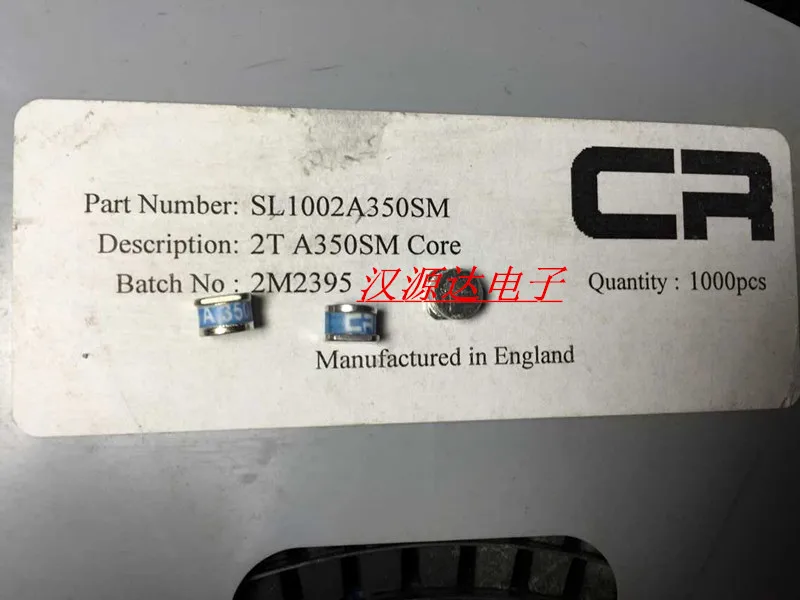 CR
Part Number: SL1002A350SM
Description: 2T A350SM Core
Batch No : 2M2395
汉源达电子
Quantity : 1000pcs
A 350
CR
Manufactured in England